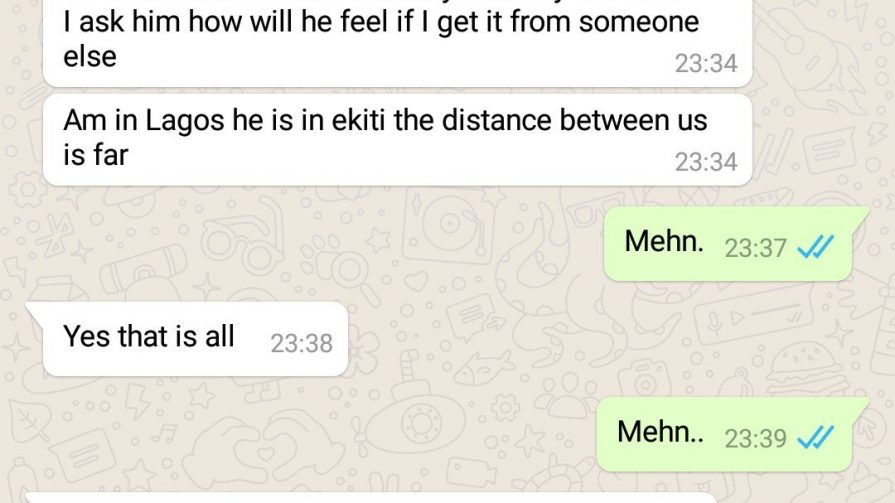 I ask him how will he feel if I get it from someone
else
23:34
Am in Lagos he is in ekiti the distance between us
is far
23:34
Mehn. 23:37
Yes that is all 23:38
Mehn.. 23:39